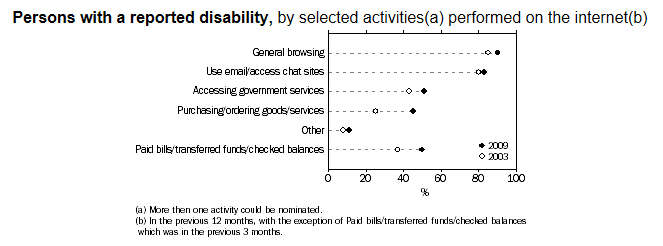 Persons with a reported disability, by selected activities(a) performed on the internet(b)
General browsing
Use email/access chat sites
Accessing government services
Purchasing/ordering goods/services
Other
Paid bills/transferred funds/checked balances
2009
2003
0 20 40 60 80 100
%
(a) More then one activity could be nominated.
(b) In the previous 12 months, with the exception of Paid bills/transferred funds/checked balances
which was in the previous 3 months.